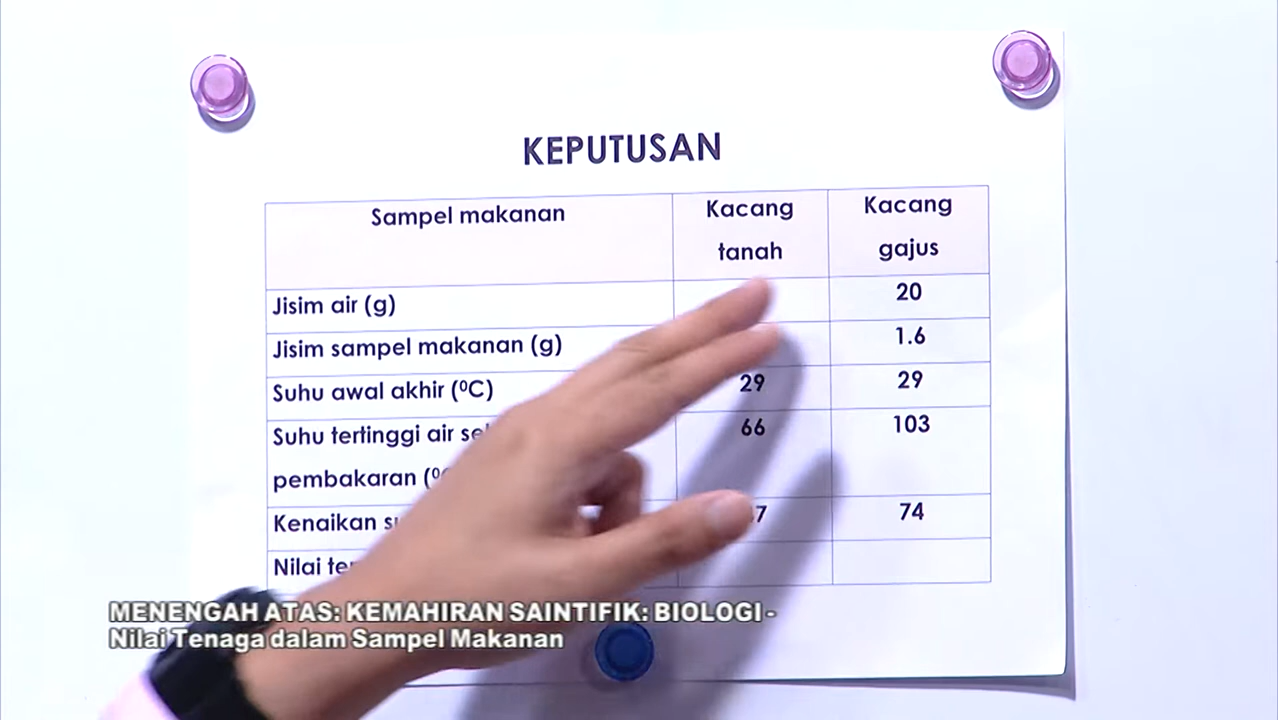 KEPUTUSAN
Sampel makanan
Kacang
tanah
Kacang
gajus
Jisim air (g)
20
Jisim sampel makanan (g)
1.6
Suhu awal akhir (⁰C)
29
29
Suhu tertinggi air
66
103
pembakaran
Kenaikan
74
Nilai
MENENGAH ATAS: KEMAHIRAN SAINTIFIK: BIOLOGI -
Nilai Tenaga dalam Sampel Makanan